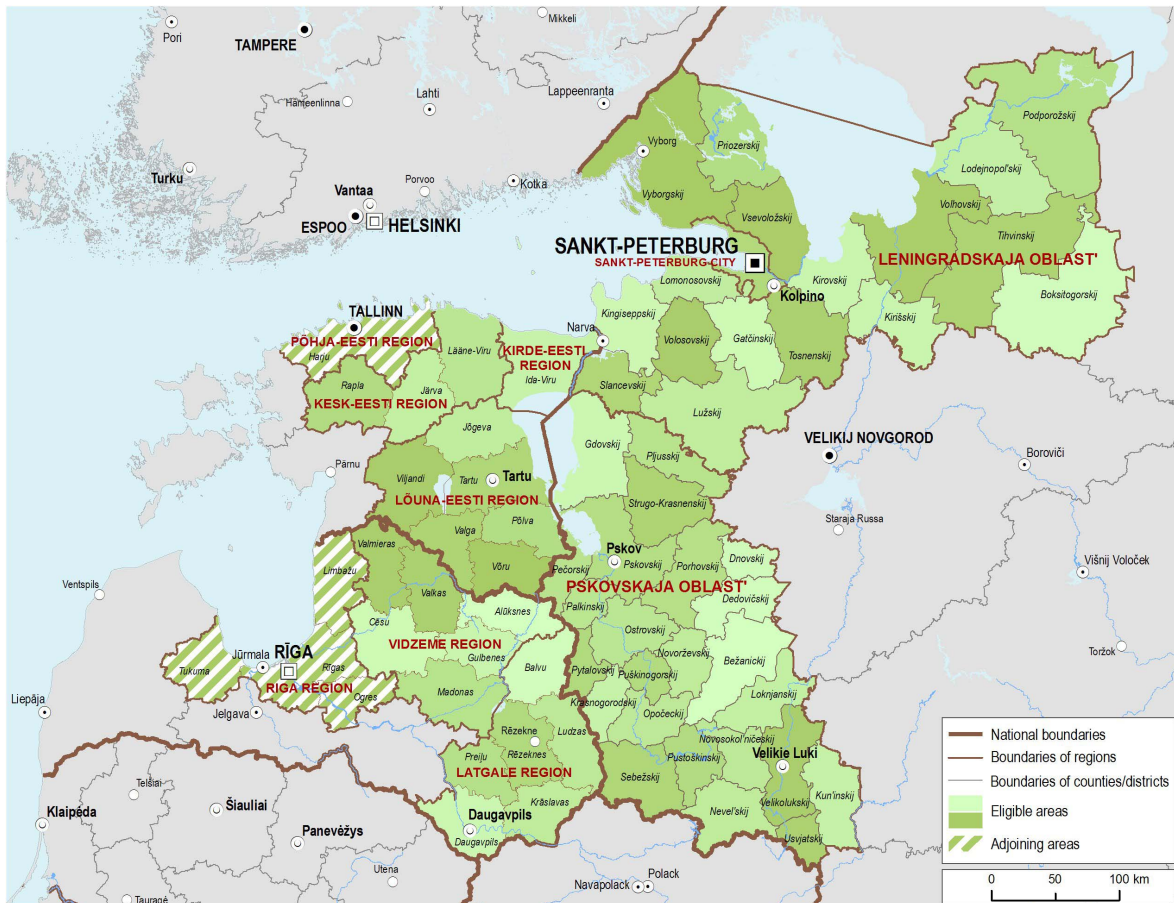 Pori
TAMPERE
Mikkeli
Hämeenlinna
Lahti
Lappeenranta
Turku
Vantaa
Porvoo
Kotka
ESPOO
HELSINKI
Vyborg
Vyborgskij
Priozerskij
Vsevoložskij
Podporožskij
Lodejnopol'skij
Volhovskij
Tihvinskij
LENINGRADSKAJA OBLAST'
Boksitogorskij
SANKT-PETERBURG
SANKT-PETERBURG-CITY
Kolpino
Kirovskij
Kirišskij
Lomonosovskij
Kingiseppskij
Volosovskij
Gatčinskij
Tosnenskij
Slancevskij
Lužskij
TALLINN
PÕHJA-EESTI REGION
Harju
Lääne-Viru
KIRDE-EESTI
REGION
Ida-Viru
Narva
Rapla
Järva
KESK-EESTI REGION
Jõgeva
Pärnu
Viljandi
Tartu
Tartu
LÕUNA-EESTI REGION
Põlva
Valga
Võru
Gdovskij
Pljusskij
Strugo-Krasnenskij
VELIKIJ NOVGOROD
Boroviči
Staraja Russa
Višnij Voloček
Toržok
Pskov
Pečorskij
Pskovskij
Porhovskij
Dnovskij
PSKOVSKAJA OBLAST'
Dedovičskij
Palkinskij
Ostrovskij
Novorževskij
Bežanickij
Pytalovskij
Puškinogorskij
Krasnogorodskij
Opočeckij
Loknjanskij
Novosokol'ničeskij
Pustoškinskij
Velikie Luki
Sebežskij
Velikolukskij
Kun'inskij
Nevel'skij
Usvjatskij
Valmieras
Limbažu
Valkas
Cēsu
Alūksnes
VIDZEME REGION
Gulbenes
Balvu
Madonas
Ventspils
Tukuma
Jūrmala
RĪGA
Rīgas
RIGA REGION
Ogres
Liepāja
Jelgava
Rēzekne
Ludzas
Rēzeknes
Preiļu
LATGALE REGION
Krāslavas
Daugavpils
Daugavpils
Telšiai
Šiauliai
Klaipéda
Panevėžys
Utena
Tauragė
Navapolack
Polack
National boundaries
Boundaries of regions
Boundaries of counties/districts
Eligible areas
Adjoining areas
0 50 100 km